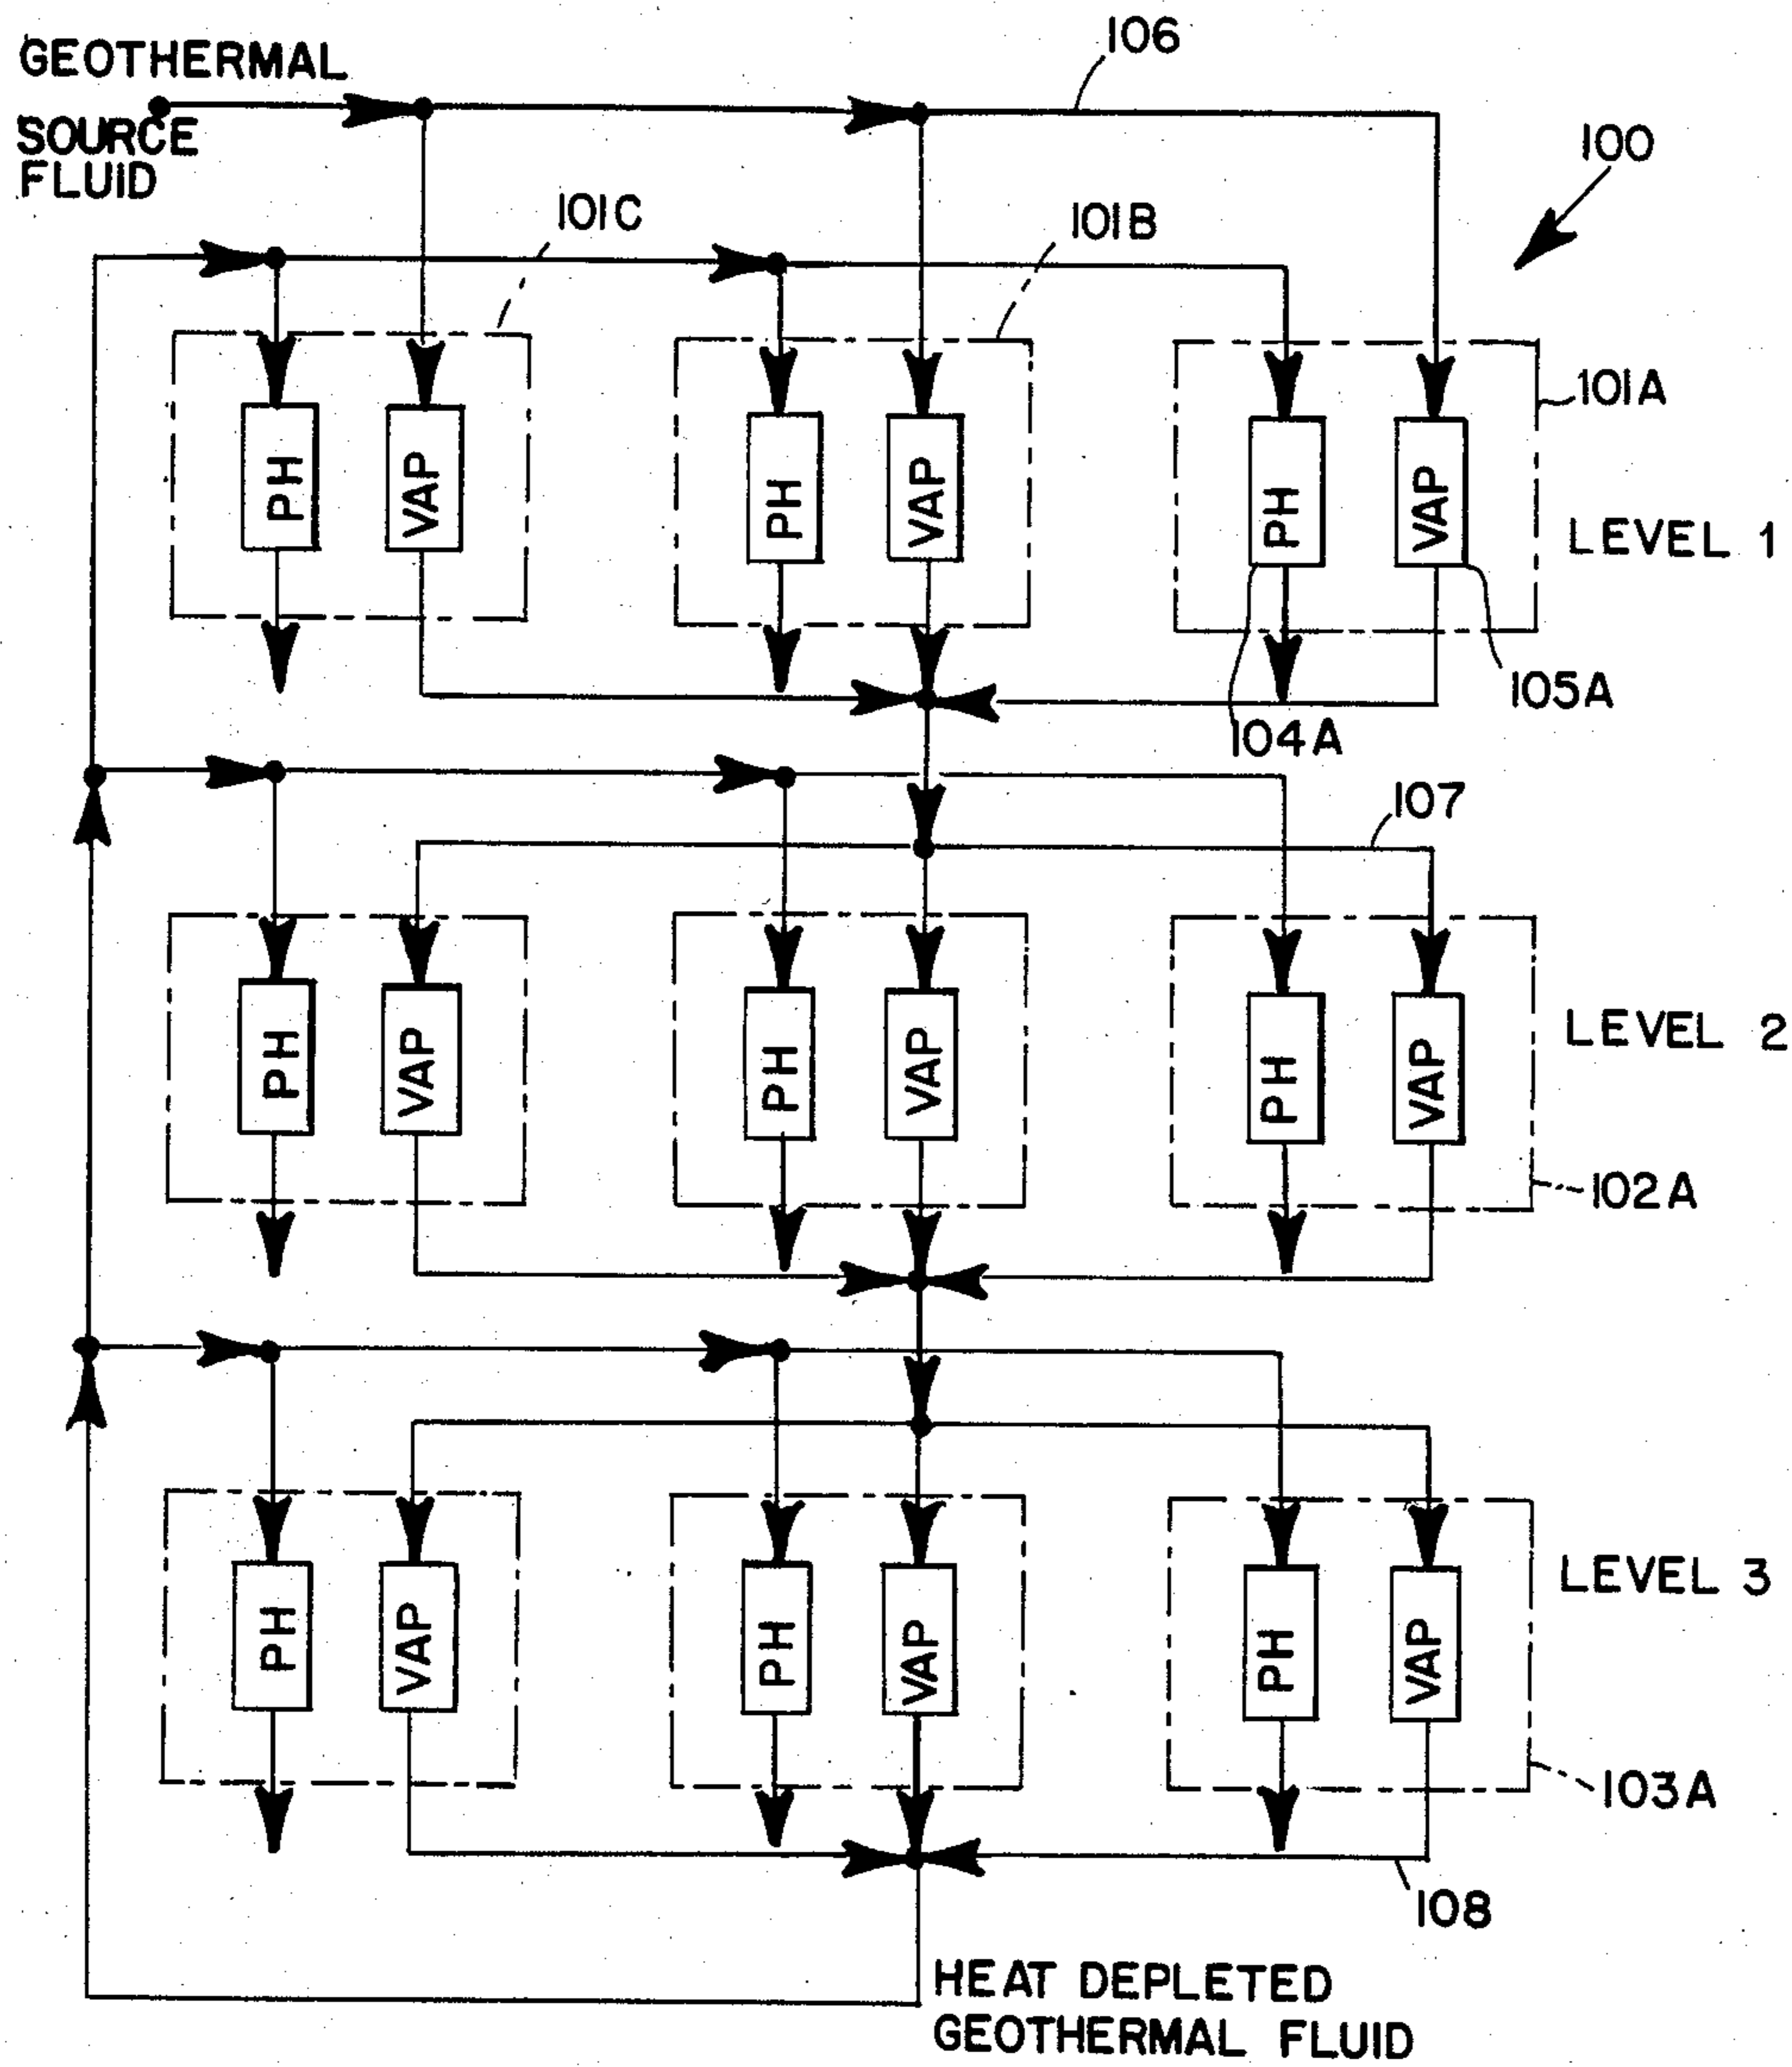 106
GEOTHERMAL
SOURCE
FLUID
100
101C
101B
101A
PH
VAP
PH
VAP
PH
VAP
LEVEL 1
105A
104A
107
PH
VAP
PH
VAP
PH
VAP
LEVEL 2
102A
PH
VAP
PH
VAP
PH
VAP
LEVEL 3
103A
108
HEAT DEPLETED
GEOTHERMAL FLUID